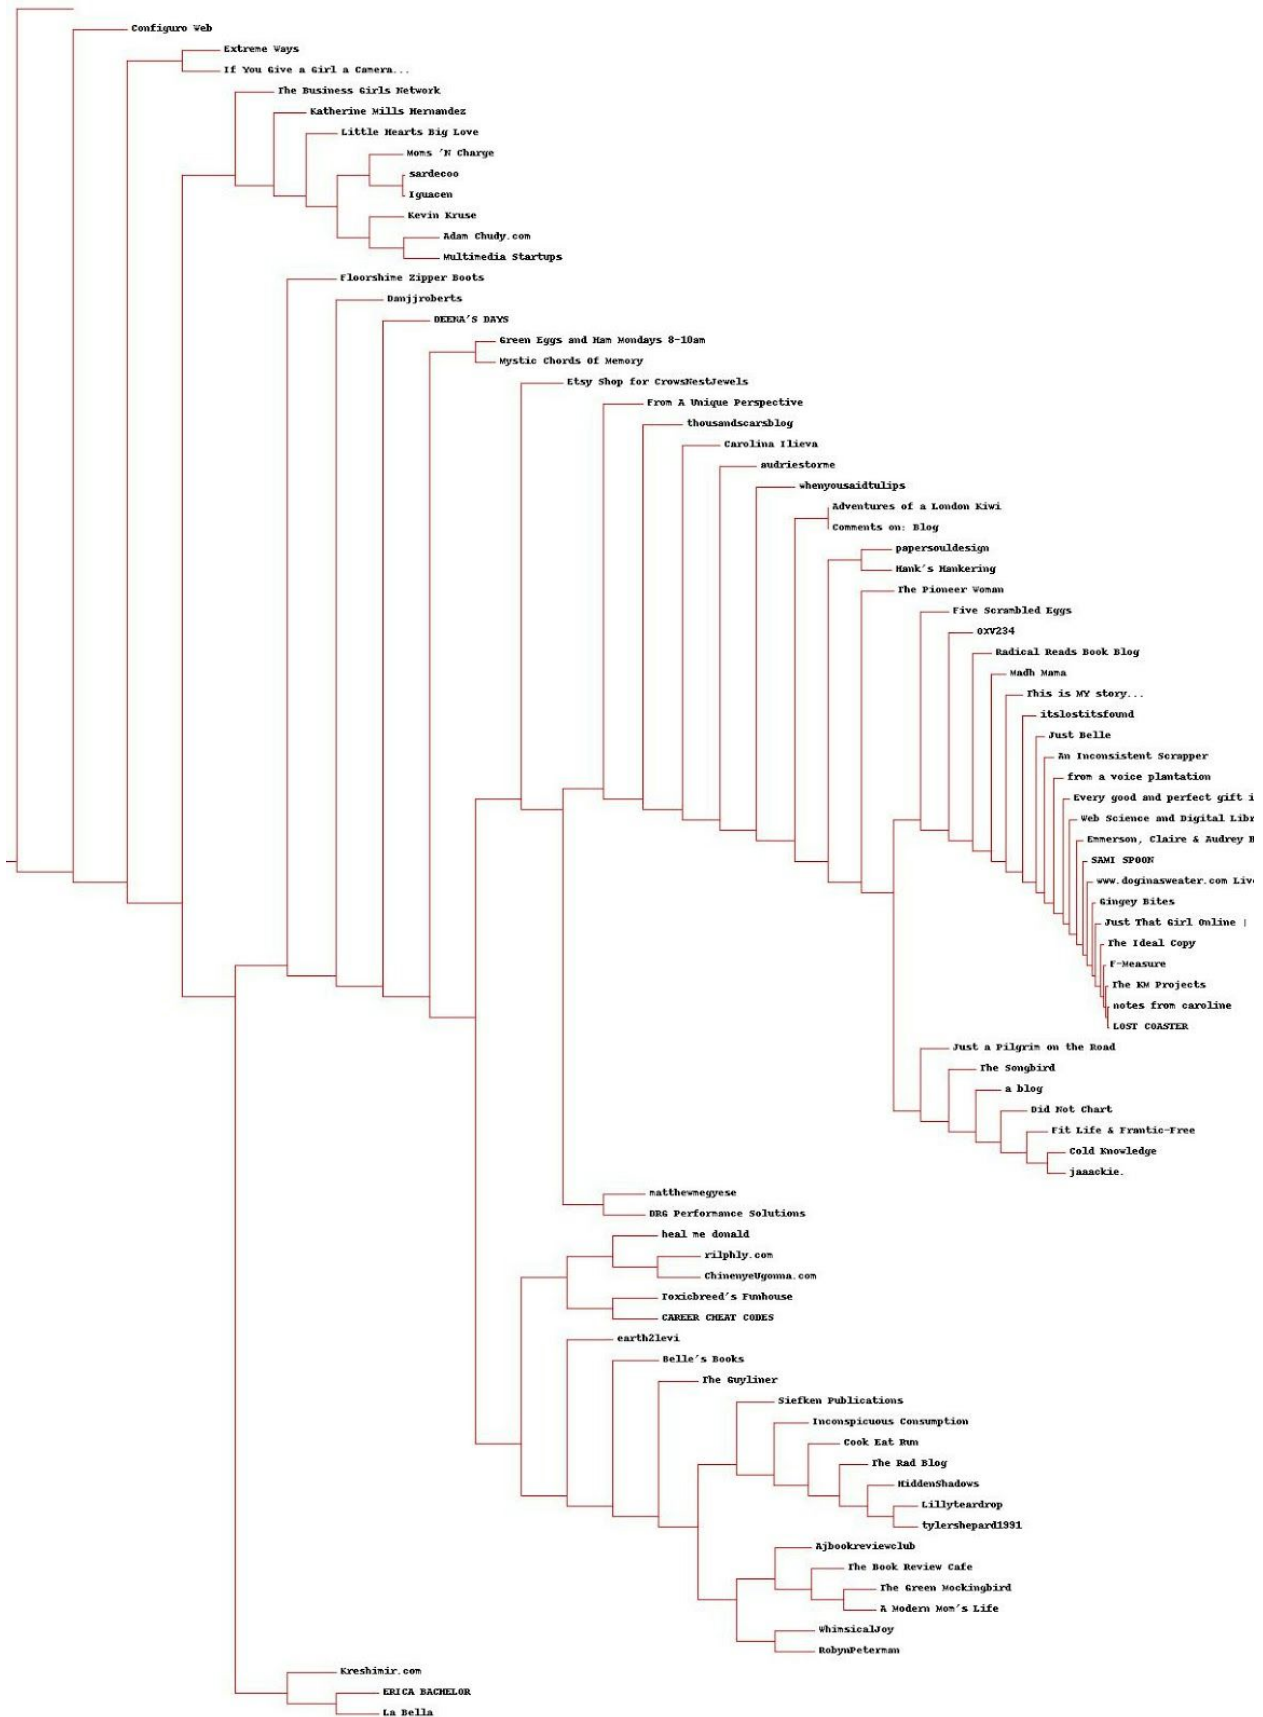 Configuro Web
Extreme Ways
If You Give a Girl a Camera...
The Business Girls Network
Katherine Mills Hernandez
Little Hearts Big Love
Moms 'N Charge
sardecoo
Iguacen
Kevin Kruse
Adam Chudy.com
Multimedia Startups
Floorshime Zipper Boots
Danjjroberts
DEENA'S DAYS
Green Eggs and Ham Mondays 8-10am
Mystic Chords Of Memory
Etsy Shop for CrowsNestJewels
From A Unique Perspective
thousandscarsblog
Carolina Ilieva
audriestorme
whenyousaidtulips
Adventures of a London Kiwi
Comments on: Blog
papersouldesign
Hank's Hankering
The Pioneer Woman
Five Scrambled Eggs
oxv234
Radical Reads Book Blog
Madh Mama
This is MY story...
itslostitsfound
Just Belle
An Inconsistent Scrapper
from a voice plantation
Every good and perfect gift i
Web Science and Digital Libr
Emmerson, Claire & Audrey B
SAMI SPOON
www.doginasweater.com Liv
Gingey Bites
Just That Girl Online |
The Ideal Copy
F-Measure
The KW Projects
notes from caroline
LOST COASTER
Just a Pilgrim on the Road
The Songbird
a blog
Did Not Chart
Fit Life & Frantic-Free
Cold Knowledge
jaaackie.
matthewmegyese
DRG Performance Solutions
heal me donald
rilphly.com
ChinenyeUgonna.com
Toxicbreed's Funhouse
CAREER CHEAT CODES
earth2levi
Belle's Books
The Guyliner
Siefken Publications
Inconspicuous Consumption
Cook Eat Run
The Rad Blog
HiddenShadows
Lillyteardrop
tylershepard1991
Ajbookreviewclub
The Book Review Cafe
The Green Mockingbird
A Modern Mom's Life
WhimsicalJoy
RobynPeterman
Kreshimir.com
ERICA BACHELOR
La Bella